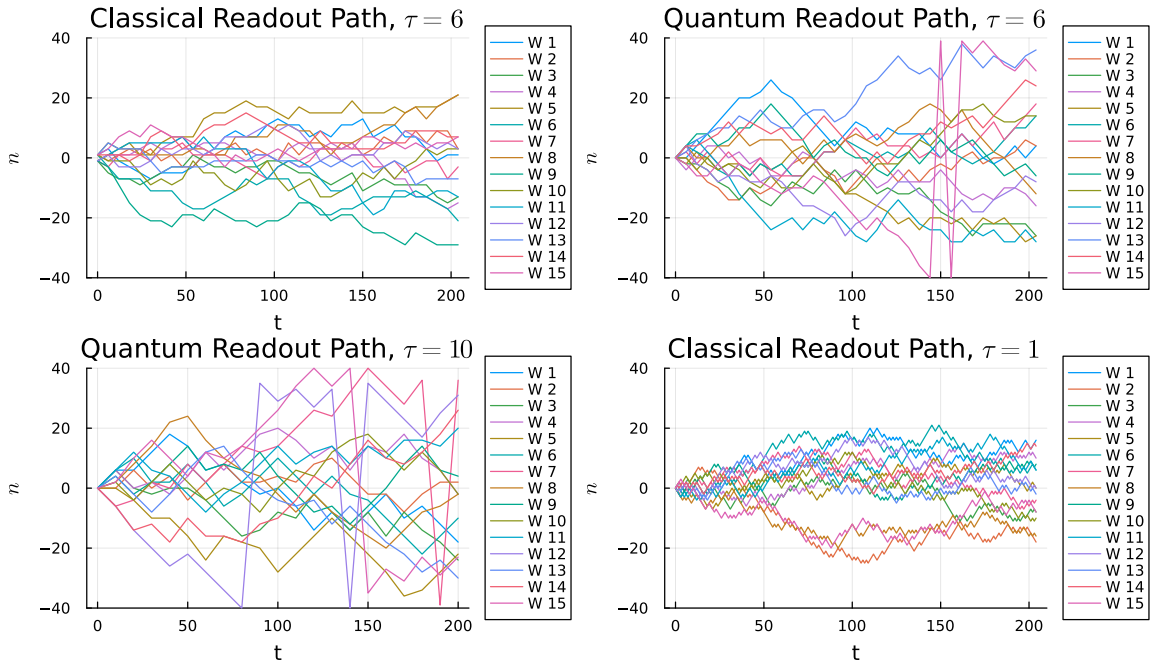 Classical Readout Path, τ = 6
40
20
0
−20
−40
n
0
50
100
150
200
t
W 1
W 2
W 3
W 4
W 5
W 6
W 7
W 8
W 9
W 10
W 11
W 12
W 13
W 14
W 15
Quantum Readout Path, τ = 6
40
20
0
−20
−40
n
0
50
100
150
200
t
W 1
W 2
W 3
W 4
W 5
W 6
W 7
W 8
W 9
W 10
W 11
W 12
W 13
W 14
W 15
Quantum Readout Path, τ = 10
40
20
0
−20
−40
n
0
50
100
150
200
t
W 1
W 2
W 3
W 4
W 5
W 6
W 7
W 8
W 9
W 10
W 11
W 12
W 13
W 14
W 15
Classical Readout Path, τ = 1
40
20
0
−20
−40
n
0
50
100
150
200
t
W 1
W 2
W 3
W 4
W 5
W 6
W 7
W 8
W 9
W 10
W 11
W 12
W 13
W 14
W 15